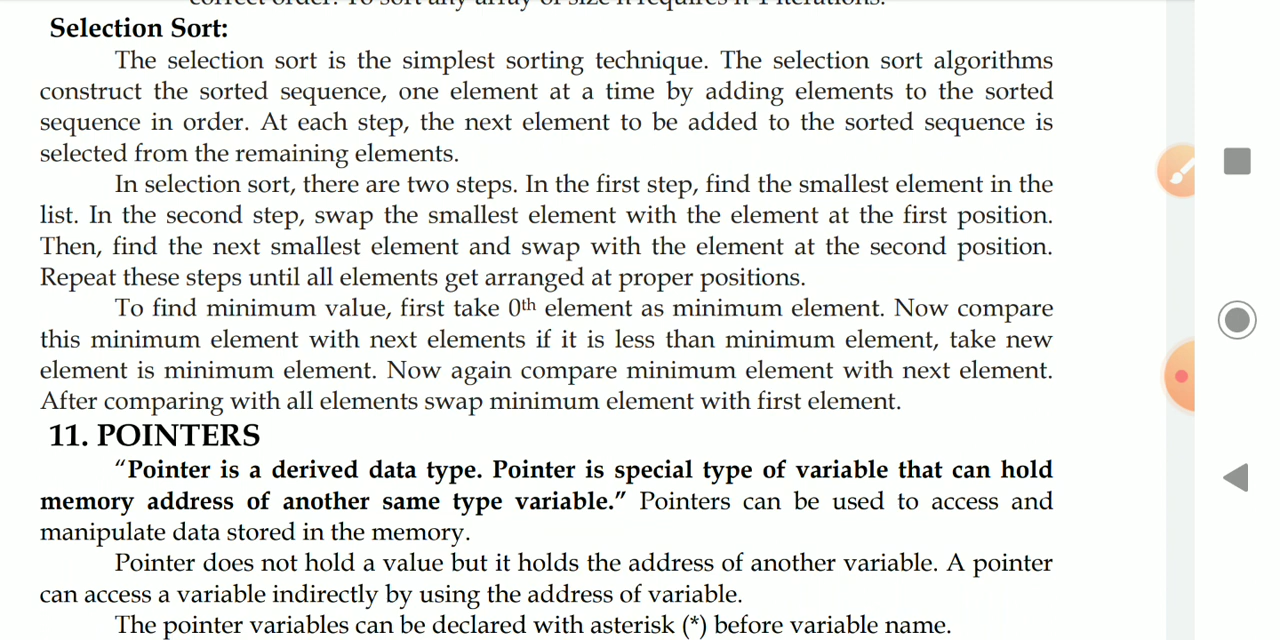 correct order. To sort any array of size n requires n-1 iterations.
Selection Sort:
The selection sort is the simplest sorting technique. The selection sort algorithms
construct the sorted sequence, one element at a time by adding elements to the sorted
sequence in order. At each step, the next element to be added to the sorted sequence is
selected from the remaining elements.
In selection sort, there are two steps. In the first step, find the smallest element in the
list. In the second step, swap the smallest element with the element at the first position.
Then, find the next smallest element and swap with the element at the second position.
Repeat these steps until all elements get arranged at proper positions.
To find minimum value, first take 0th element as minimum element. Now compare
this minimum element with next elements if it is less than minimum element, take new
element is minimum element. Now again compare minimum element with next element.
After comparing with all elements swap minimum element with first element.
11. POINTERS
“Pointer is a derived data type. Pointer is special type of variable that can hold
memory address of another same type variable.” Pointers can be used to access and
manipulate data stored in the memory.
Pointer does not hold a value but it holds the address of another variable. A pointer
can access a variable indirectly by using the address of variable.
The pointer variables can be declared with asterisk (*) before variable name.